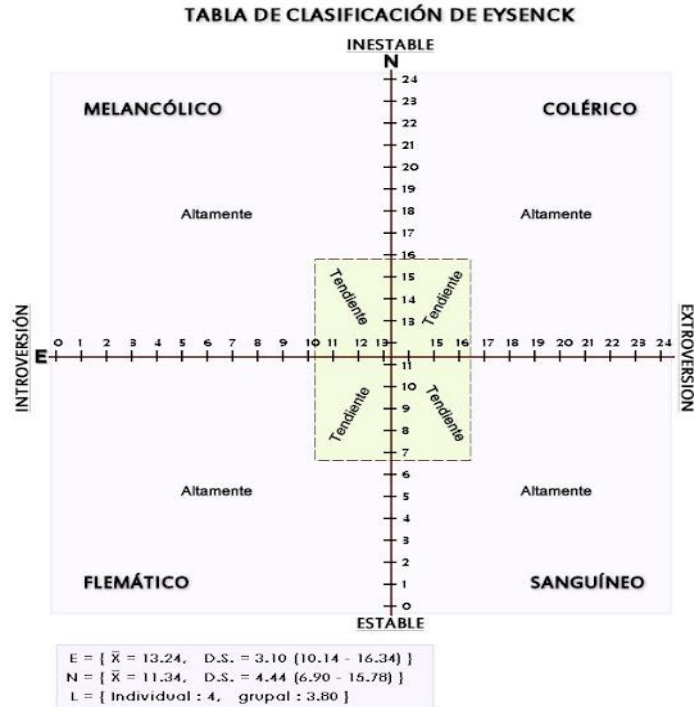 TABLA DE CLASIFICACIÓN DE EYSENCK
INESTABLE
N
24
23
MELANCÓLICO
COLÉRICO
22
21
20
19
Altamente
18
Altamente
17
16
Tendiente
15
Tendiente
14
13
INTROVERSIÓN
E
0 1 2 3 4 5 6 7 8 9 10 11 12 13 15 16 17 18 19 20 21 22 23 24
EXTROVERSIÓN
11
10
Tendiente
9
Tendiente
8
7
6
Altamente
5
Altamente
4
3
2
FLEMÁTICO
1
SANGUÍNEO
0
ESTABLE
E = { X̄ = 13.24, D.S. = 3.10 (10.14 - 16.34) }
N = { X̄ = 11.34, D.S. = 4.44 (6.90 - 15.78) }
L = { Individual : 4, grupal : 3.80 }